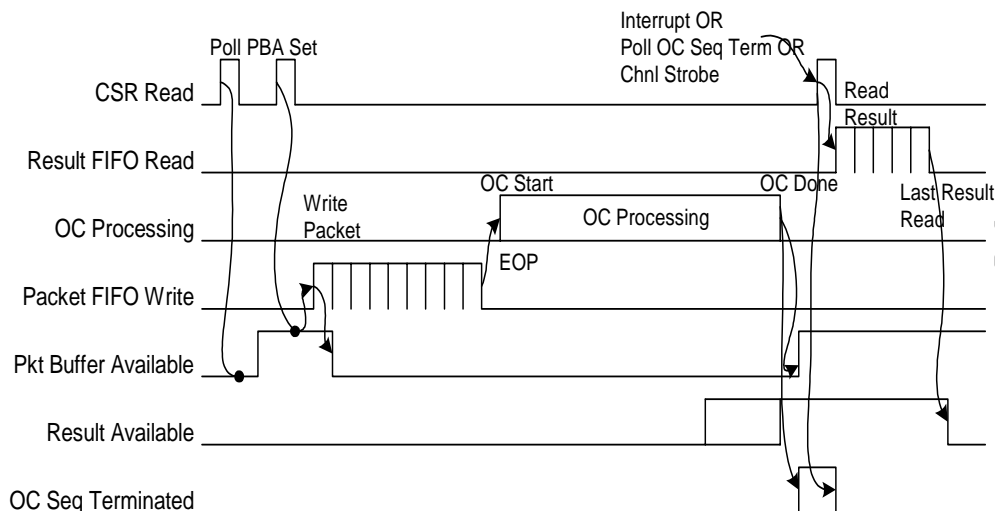 Interrupt OR
Poll OC Seq Term OR
Chnl Strobe
Poll PBA Set
CSR Read
Read
Result
Result FIFO Read
OC Start
OC Done
Last Result
Read
Write
Packet
OC Processing
OC Processing
EOP
Packet FIFO Write
Pkt Buffer Available
Result Available
OC Seq Terminated